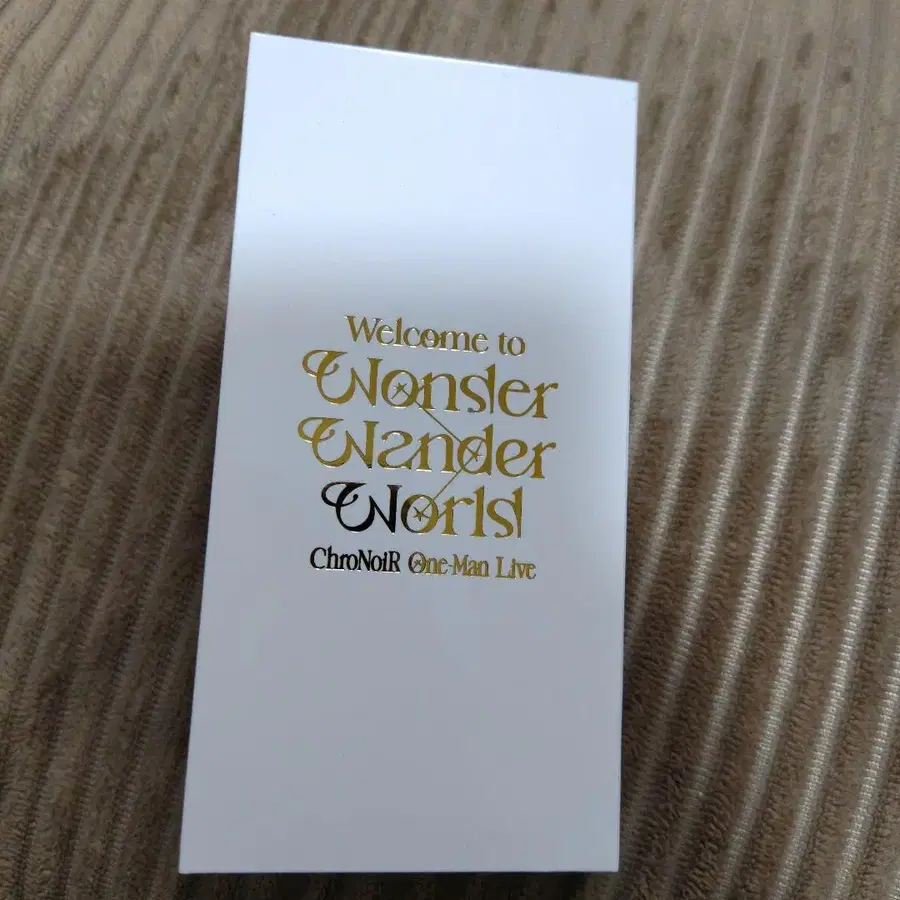 Welcome to
Wonder
Wander
World
ChroNoiR One-Man Live